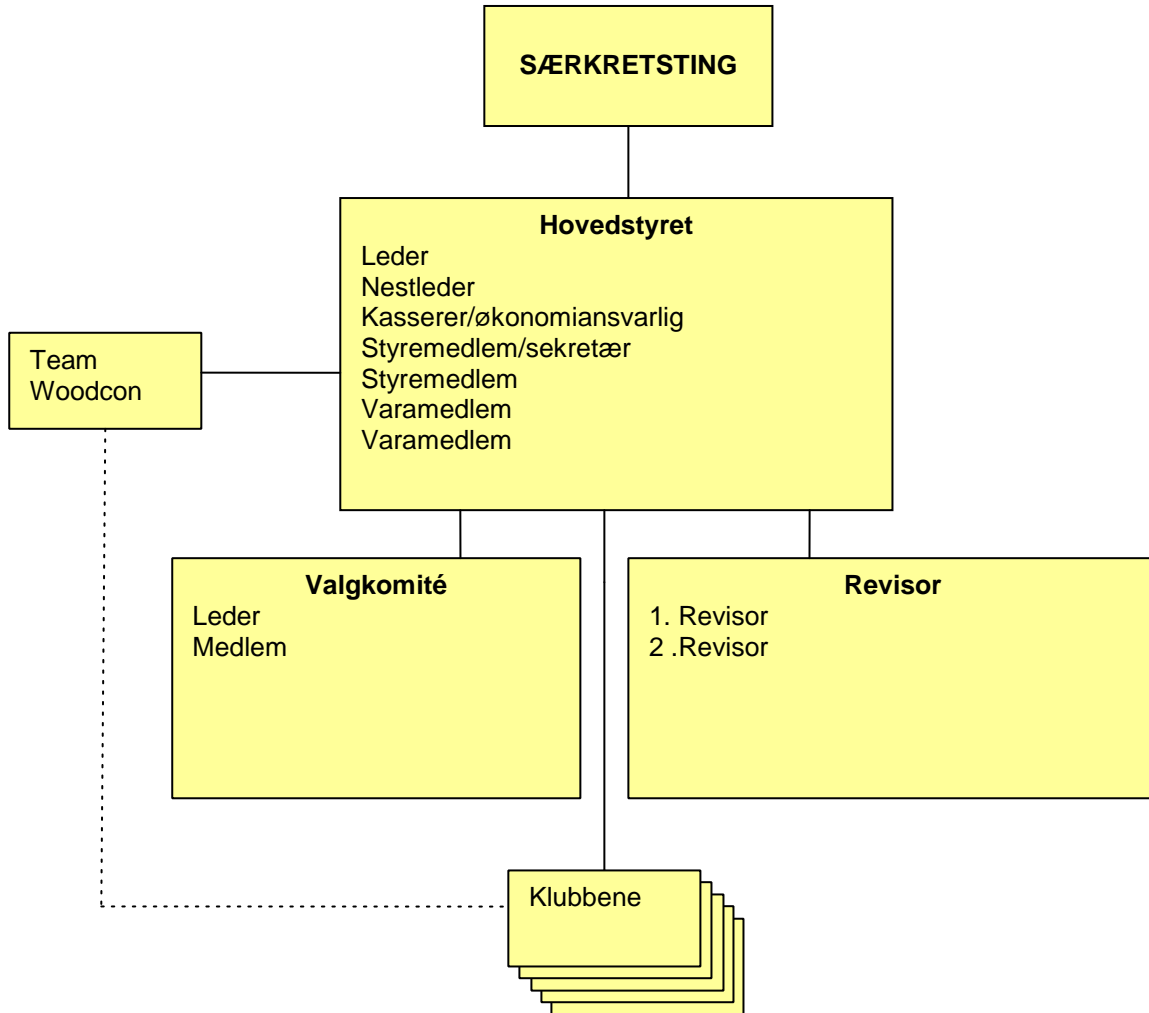 SÆRKRETSTING
Hovedstyret
Leder
Nestleder
Kasserer/økonomiansvarlig
Styremedlem/sekretær
Styremedlem
Varamedlem
Varamedlem
Team
Woodcon
Valgkomité
Leder
Medlem
Revisor
1. Revisor
2 .Revisor
Klubbene